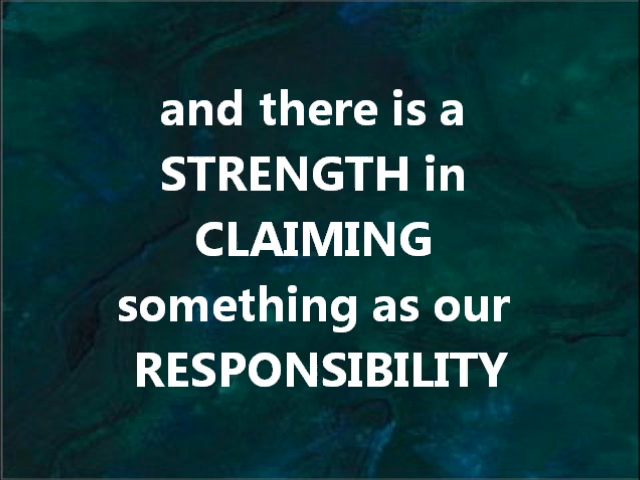 and there is a
STRENGTH in
CLAIMING
something as our
RESPONSIBILITY